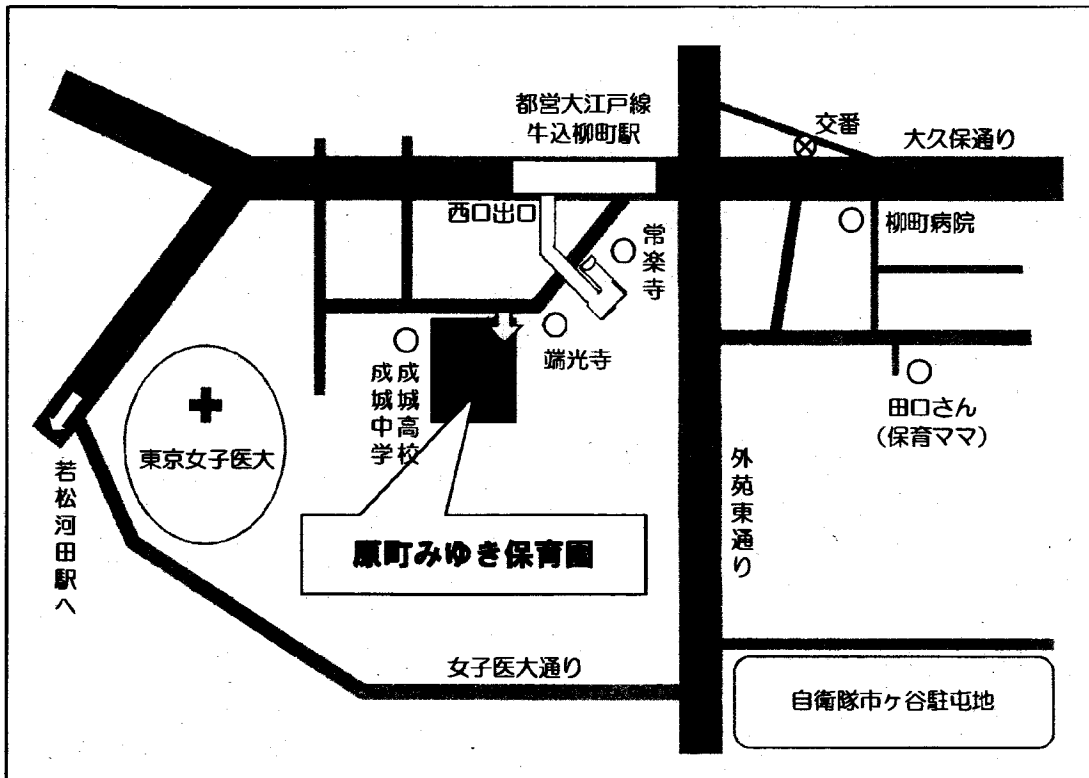 都営大江戸線
牛込柳町駅
交番
大久保通り
西口出口
柳町病院
常楽寺
端光寺
成城高校
成城中学
田口さん
(保育ママ)
東京女子医大
外苑東通り
若松河田駅へ
原町みゆき保育園
女子医大通り
自衛隊市ヶ谷駐屯地